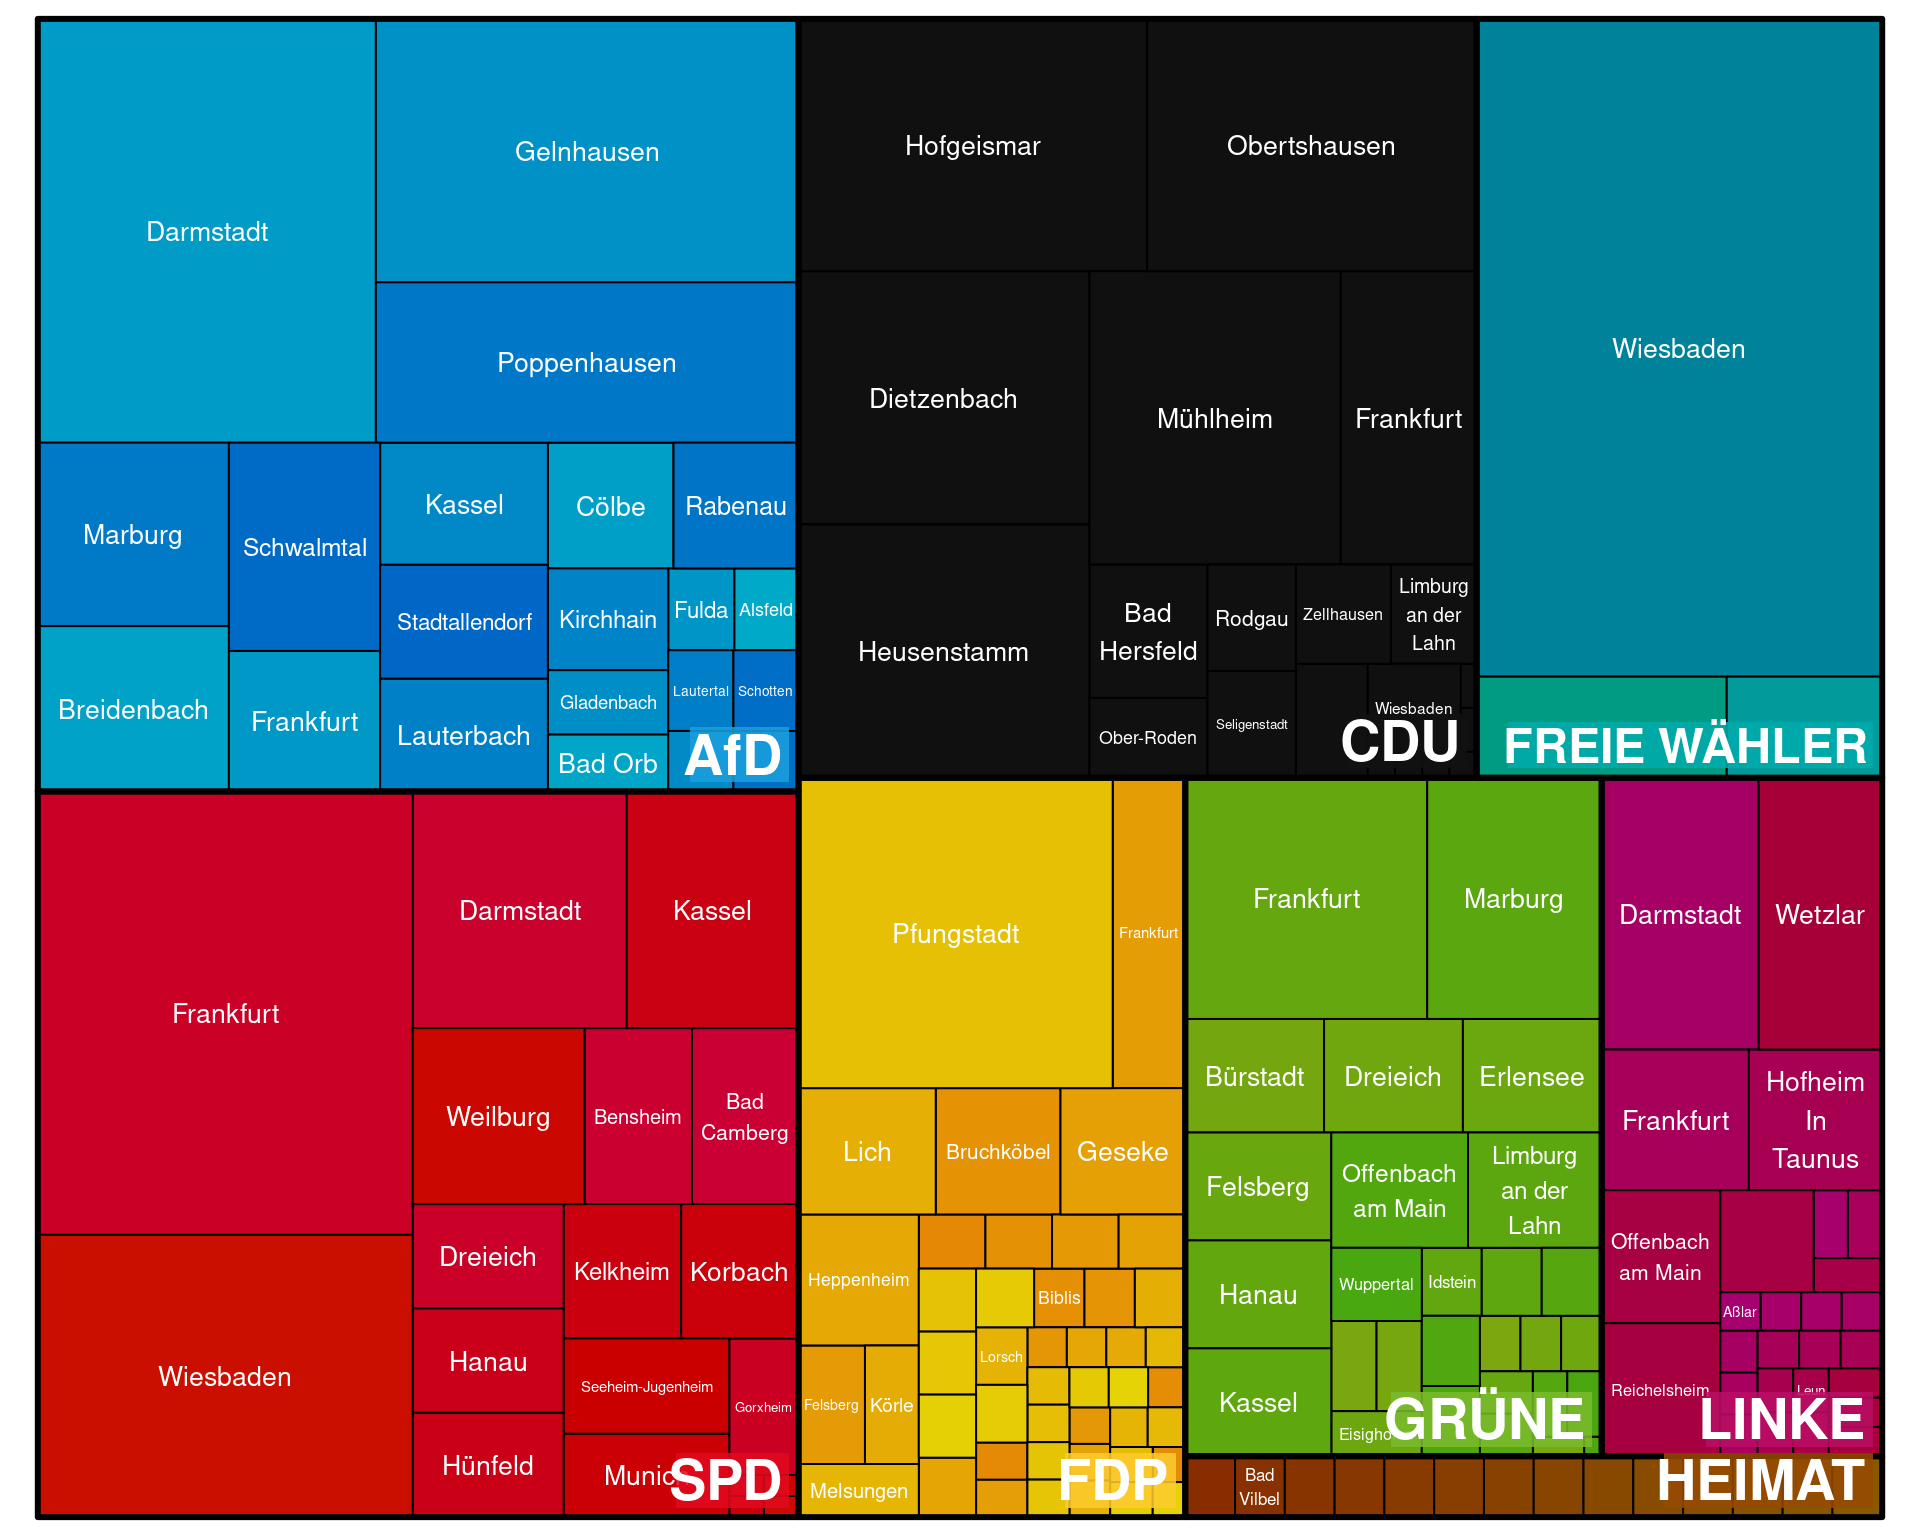 Darmstadt
Gelnhausen
Poppenhausen
Marburg
Schwalmtal
Kassel
Cölbe
Rabenau
Stadtallendorf
Kirchhain
Fulda
Alsfeld
Breidenbach
Frankfurt
Lauterbach
Gladenbach
Lautertal
Schotten
Bad Orb
AfD
Hofgeismar
Obertshausen
Dietzenbach
Mühlheim
Frankfurt
Heusenstamm
Bad
Hersfeld
Rodgau
Zellhausen
Limburg
an der
Lahn
Ober-Roden
Seligenstadt
Wiesbaden
CDU
Wiesbaden
FREIE WÄHLER
Frankfurt
Darmstadt
Kassel
Weilburg
Bensheim
Bad
Camberg
Wiesbaden
Dreieich
Kelkheim
Korbach
Hanau
Seeheim-Jugenheim
Gorxheim
Hünfeld
Munic
SPD
Pfungstadt
Frankfurt
Lich
Bruchköbel
Geseke
Heppenheim
Biblis
Lorsch
Felsberg
Körle
Melsungen
FDP
Frankfurt
Marburg
Bürstadt
Dreieich
Erlensee
Felsberg
Offenbach
am Main
Limburg
an der
Lahn
Hanau
Wuppertal
Idstein
Kassel
Eisigho
GRÜNE
Darmstadt
Wetzlar
Frankfurt
Hofheim
In
Taunus
Offenbach
am Main
Aßlar
Reichelsheim
Leun
LINKE
Bad
Vilbel
HEIMAT